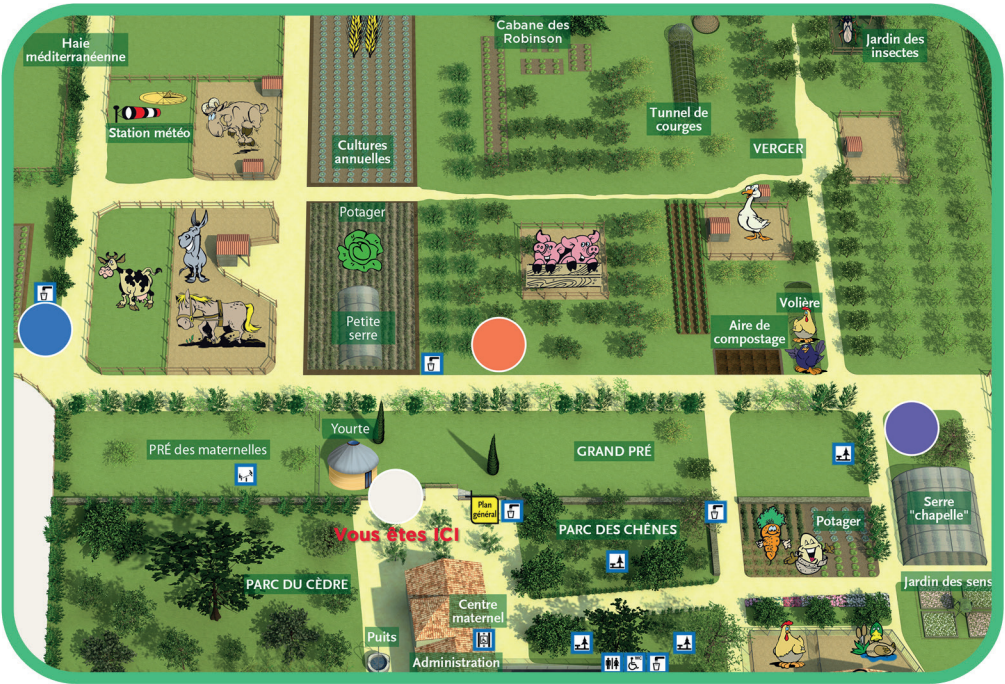 Haie
méditerranéenne
Cabane des
Robinson
Jardin des
insectes
Station météo
Cultures
annuelles
Tunnel de
courges
VERGER
Potager
Petite
serre
Volière
Aire de
compostage
PRÉ des maternelles
Yourte
GRAND PRÉ
Plan
général
Vous êtes ICI
PARC DES CHÊNES
Potager
Serre
"chapelle"
PARC DU CÈDRE
Jardin des sens
Centre
maternel
Puits
Administration